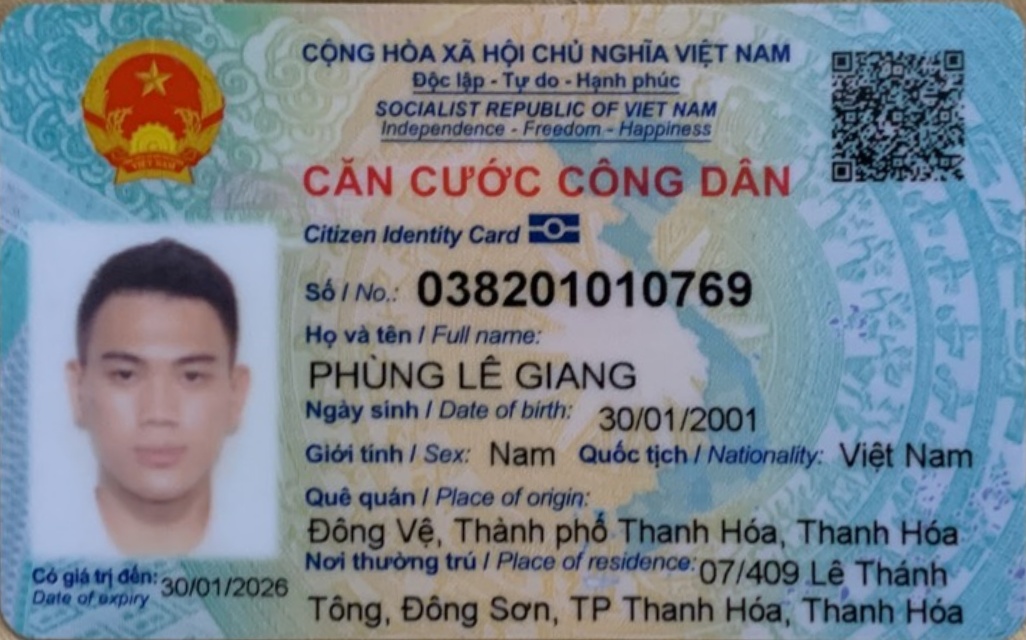 CỘNG HÒA XÃ HỘI CHỦ NGHĨA VIỆT NAM
Độc lập - Tự do - Hạnh phúc
SOCIALIST REPUBLIC OF VIET NAM
Independence - Freedom - Happiness
CĂN CƯỚC CÔNG DÂN
Citizen Identity Card
Số / No.: 038201010769
Họ và tên / Full name:
PHÙNG LÊ GIANG
Ngày sinh / Date of birth: 30/01/2001
Giới tính / Sex: Nam Quốc tịch / Nationality: Việt Nam
Quê quán / Place of origin:
Đông Vệ, Thành phố Thanh Hóa, Thanh Hóa
Nơi thường trú / Place of residence: 07/409 Lê Thánh
Tông, Đông Sơn, TP Thanh Hóa, Thanh Hóa
Có giá trị đến: 30/01/2026
Date of expiry
VIỆT NAM